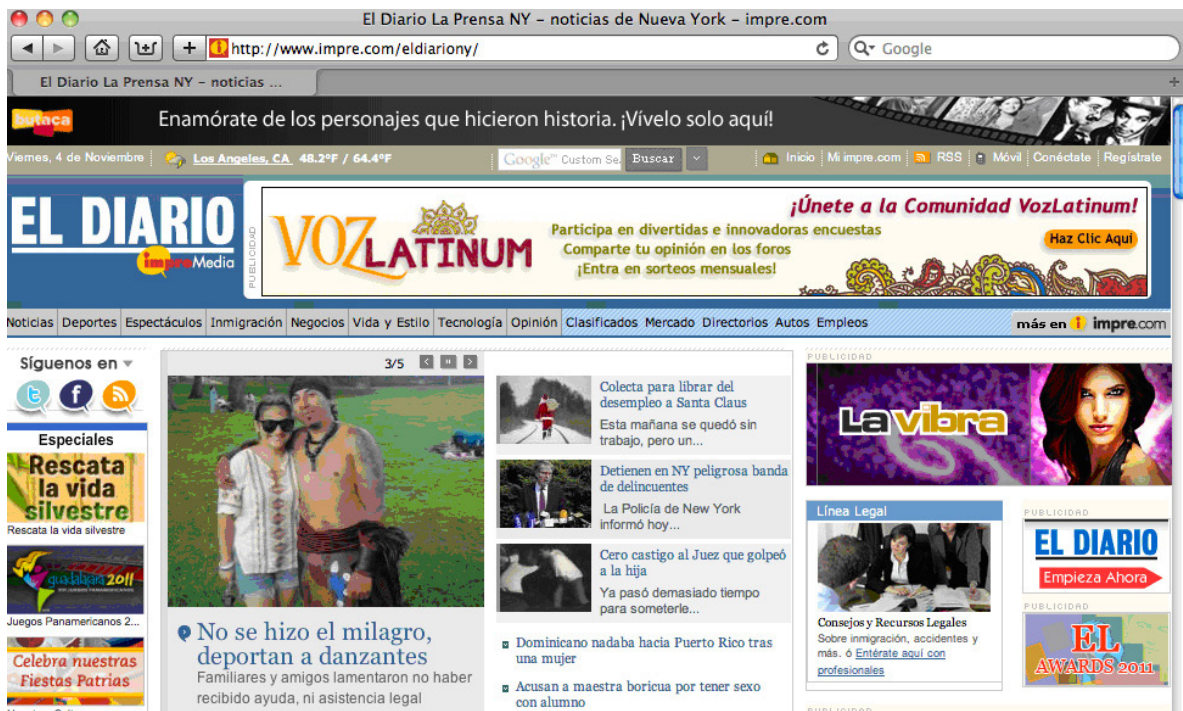 El Diario La Prensa NY – noticias de Nueva York – impre.com
http://www.impre.com/eldiariony/
Google
El Diario La Prensa NY – noticias ...
butaca
Enamórate de los personajes que hicieron historia. ¡Vívelo solo aquí!
Viernes, 4 de Noviembre
Los Angeles, CA 48.2°F / 64.4°F
Google™ Custom Se
Buscar
Inicio
Mi impre.com
RSS
Móvil
Conéctate
Regístrate
EL DIARIO
impreMedia
PUBLICIDAD
VOZ
LATINUM
¡Únete a la Comunidad VozLatinum!
Participa en divertidas e innovadoras encuestas
Comparte tu opinión en los foros
¡Entra en sorteos mensuales!
Haz Clic Aquí
Noticias Deportes Espectáculos Inmigración Negocios Vida y Estilo Tecnología Opinión Clasificados Mercado Directorios Autos Empleos
más en impre.com
Síguenos en
Especiales
Rescata
la vida
silvestre
Rescata la vida silvestre
guadalajara 2011
Juegos Panamericanos 2...
Celebra nuestras
Fiestas Patrias
3/5
No se hizo el milagro,
deportan a danzantes
Familiares y amigos lamentaron no haber
recibido ayuda, ni asistencia legal
Colecta para librar del
desempleo a Santa Claus
Esta mañana se quedó sin
trabajo, pero un...
Detienen en NY peligrosa banda
de delincuentes
La Policía de New York
informó hoy...
Cero castigo al Juez que golpeó
a la hija
Ya pasó demasiado tiempo
para someterle...
Dominicano nadaba hacia Puerto Rico tras
una mujer
Acusan a maestra boricua por tener sexo
con alumno
PUBLICIDAD
La vibra
Línea Legal
Consejos y Recursos Legales
Sobre inmigración, accidentes y
más. ó Entérate aquí con
profesionales
PUBLICIDAD
EL DIARIO
Empieza Ahora
PUBLICIDAD
EL
AWARDS 2011
PUBLICIDAD